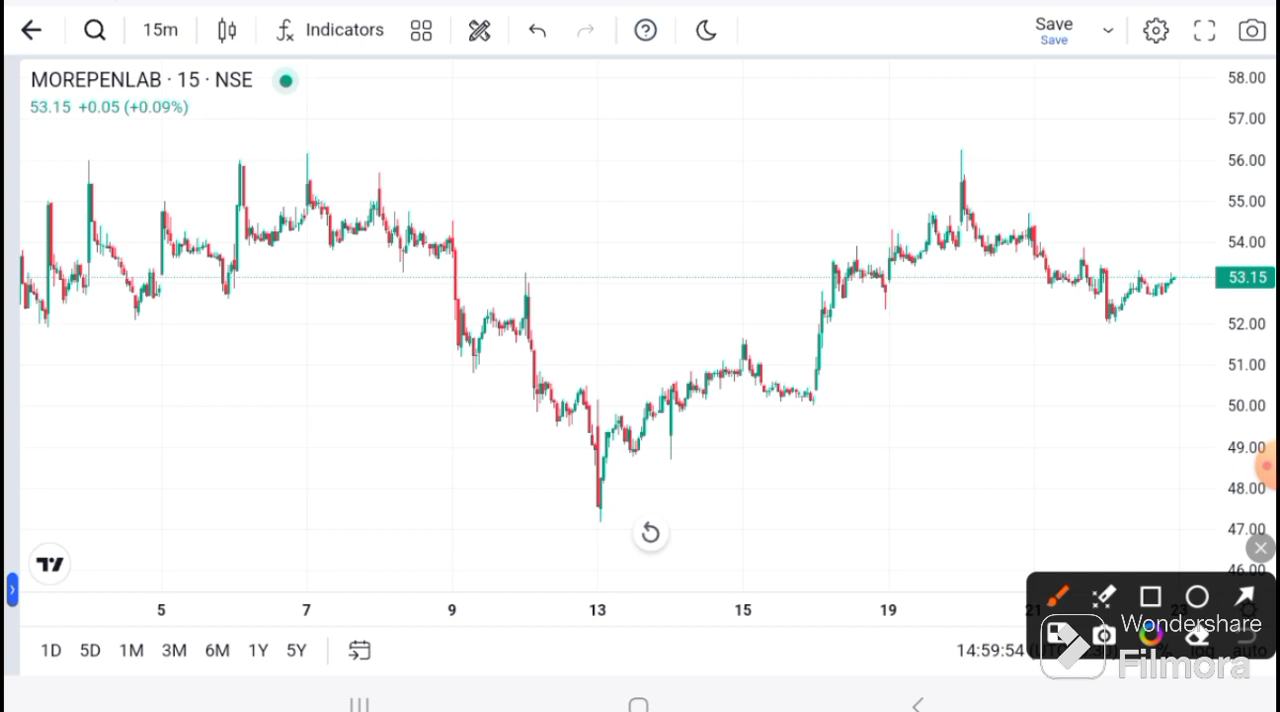 15m
Indicators
Save
Save
MOREPENLAB · 15 · NSE
53.15 +0.05 (+0.09%)
58.00
57.00
56.00
55.00
54.00
53.15
52.00
51.00
50.00
49.00
48.00
47.00
46.00
5 7 9 13 15 19 21 23
1D 5D 1M 3M 6M 1Y 5Y
14:59:54
% log auto
Wondershare
Filmora